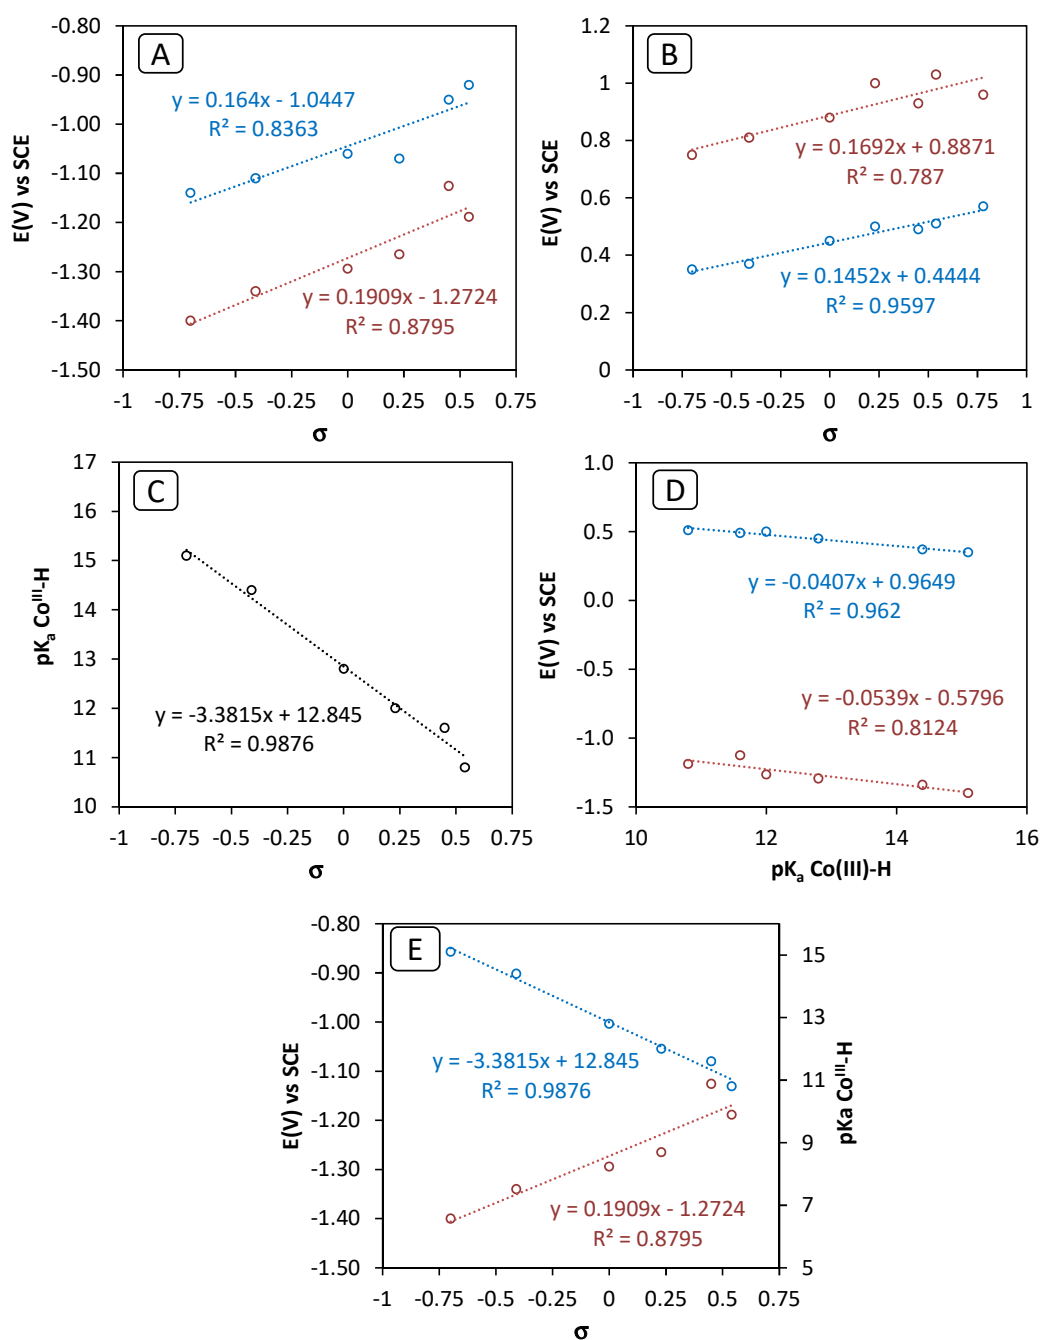 A
E(V) vs SCE
-0.80
-0.90
-1.00
-1.10
-1.20
-1.30
-1.40
-1.50
y = 0.164x - 1.0447
R² = 0.8363
y = 0.1909x - 1.2724
R² = 0.8795
-1 -0.75 -0.5 -0.25 0 0.25 0.5 0.75
σ
B
E(V) vs SCE
1.2
1
0.8
0.6
0.4
0.2
0
y = 0.1692x + 0.8871
R² = 0.787
y = 0.1452x + 0.4444
R² = 0.9597
-1 -0.75 -0.5 -0.25 0 0.25 0.5 0.75 1
σ
C
pKₐ Coᴵᴵᴵ-H
17
16
15
14
13
12
11
10
y = -3.3815x + 12.845
R² = 0.9876
-1 -0.75 -0.5 -0.25 0 0.25 0.5 0.75
σ
D
E(V) vs SCE
1.0
0.5
0.0
-0.5
-1.0
-1.5
y = -0.0407x + 0.9649
R² = 0.962
y = -0.0539x - 0.5796
R² = 0.8124
10 12 14 16
pKₐ Co(III)-H
E
E(V) vs SCE
-0.80
-0.90
-1.00
-1.10
-1.20
-1.30
-1.40
-1.50
y = -3.3815x + 12.845
R² = 0.9876
y = 0.1909x - 1.2724
R² = 0.8795
15
13
11
9
7
5
pKa Coᴵᴵᴵ-H
-1 -0.75 -0.5 -0.25 0 0.25 0.5 0.75
σ